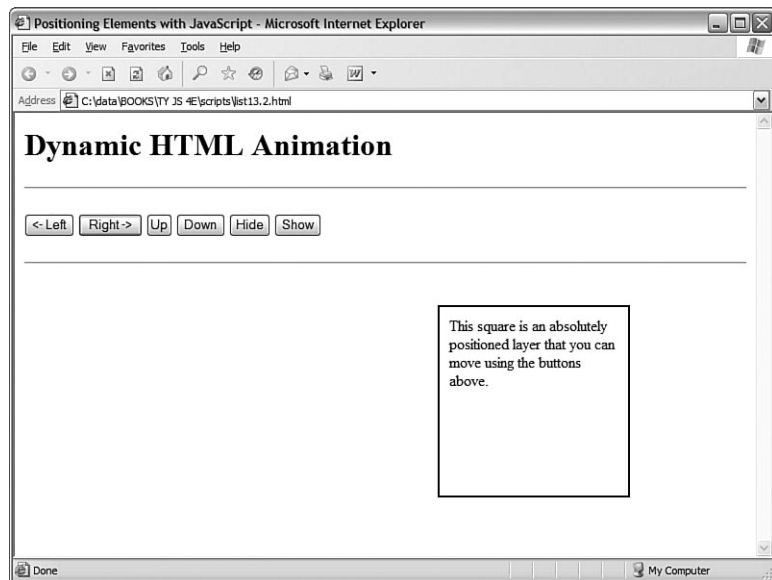 Positioning Elements with JavaScript - Microsoft Internet Explorer
File Edit View Favorites Tools Help
Address C:\data\BOOKS\TY JS 4E\scripts\list13.2.html
Dynamic HTML Animation
<- Left Right -> Up Down Hide Show
This square is an absolutely
positioned layer that you can
move using the buttons
above.
Done My Computer